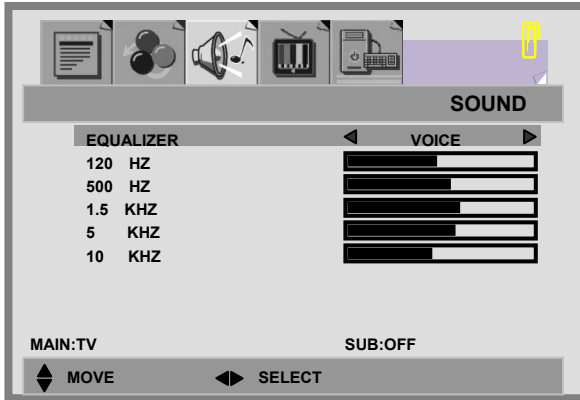 SOUND
EQUALIZER VOICE
120 HZ
500 HZ
1.5 KHZ
5 KHZ
10 KHZ
MAIN:TV SUB:OFF
MOVE SELECT